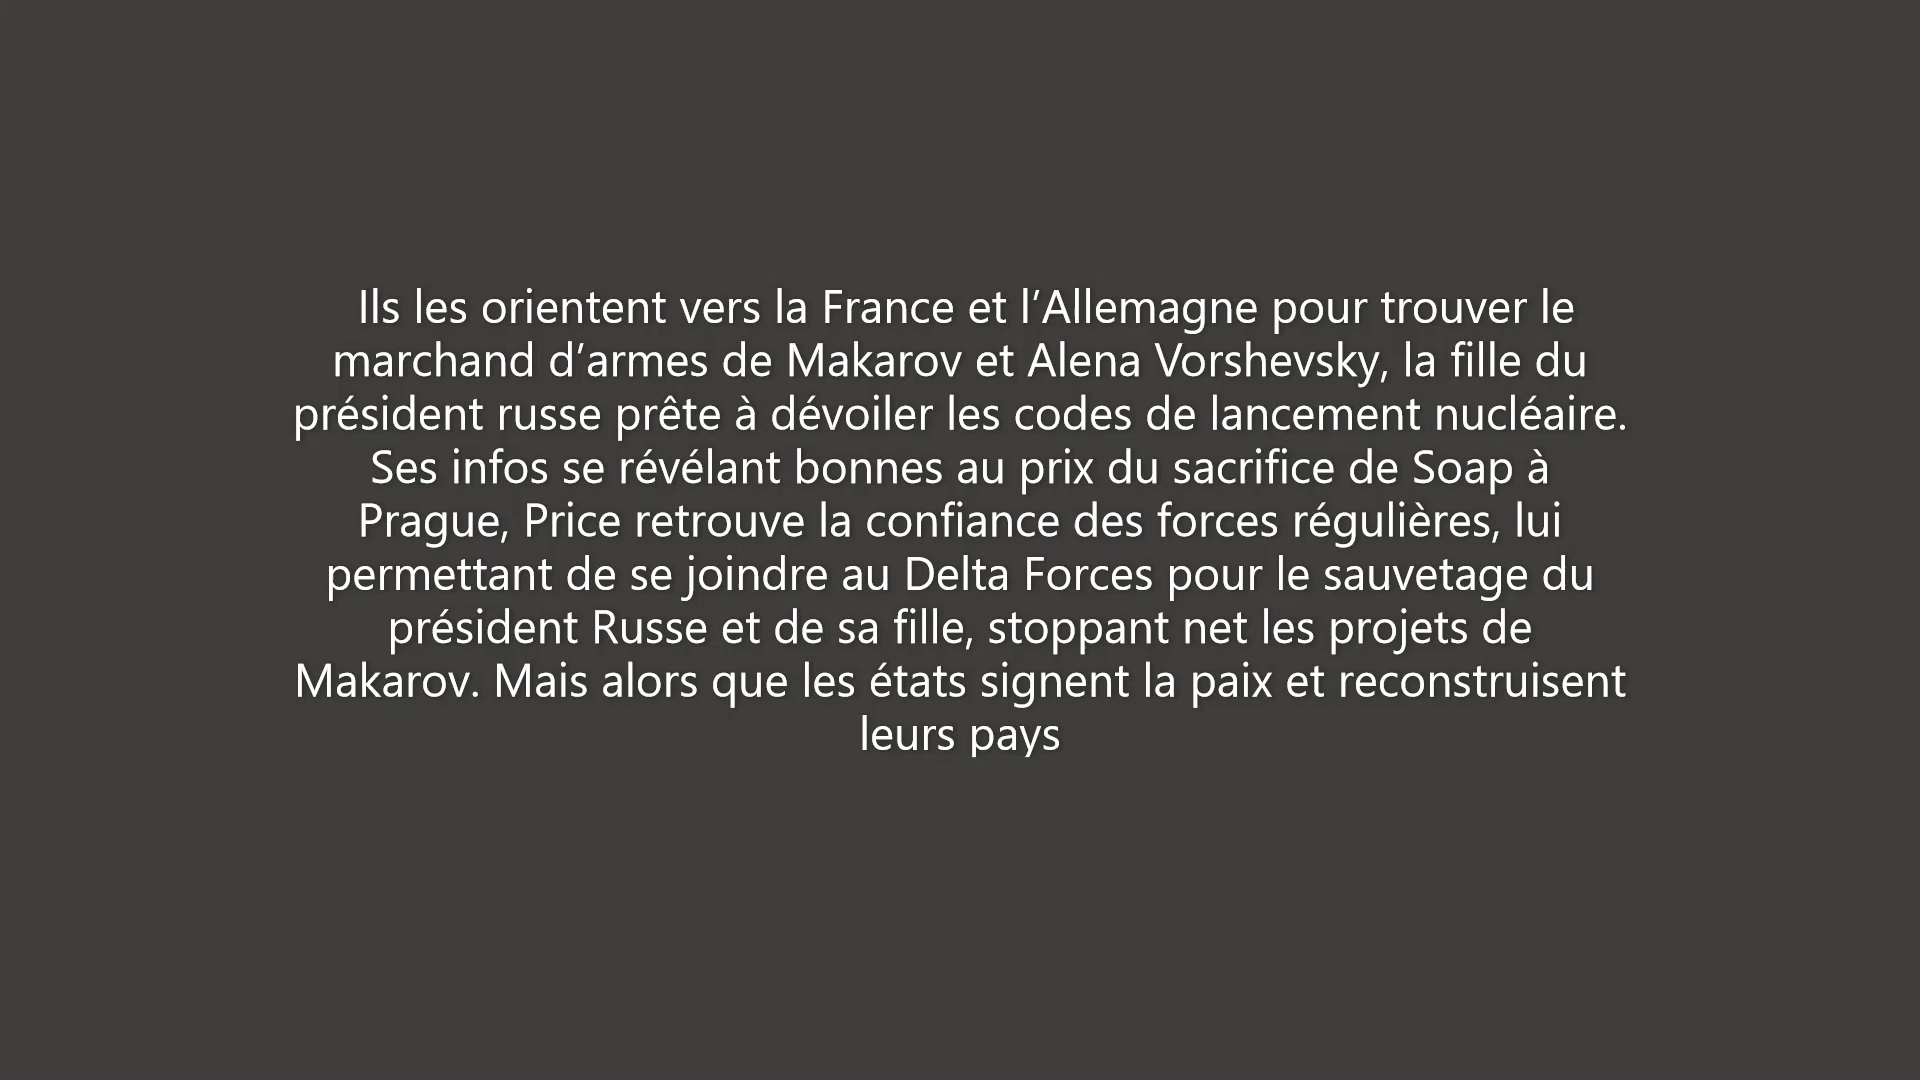 Ils les orientent vers la France et l’Allemagne pour trouver le
marchand d’armes de Makarov et Alena Vorshevsky, la fille du
président russe prête à dévoiler les codes de lancement nucléaire.
Ses infos se révélant bonnes au prix du sacrifice de Soap à
Prague, Price retrouve la confiance des forces régulières, lui
permettant de se joindre au Delta Forces pour le sauvetage du
président Russe et de sa fille, stoppant net les projets de
Makarov. Mais alors que les états signent la paix et reconstruisent
leurs pays